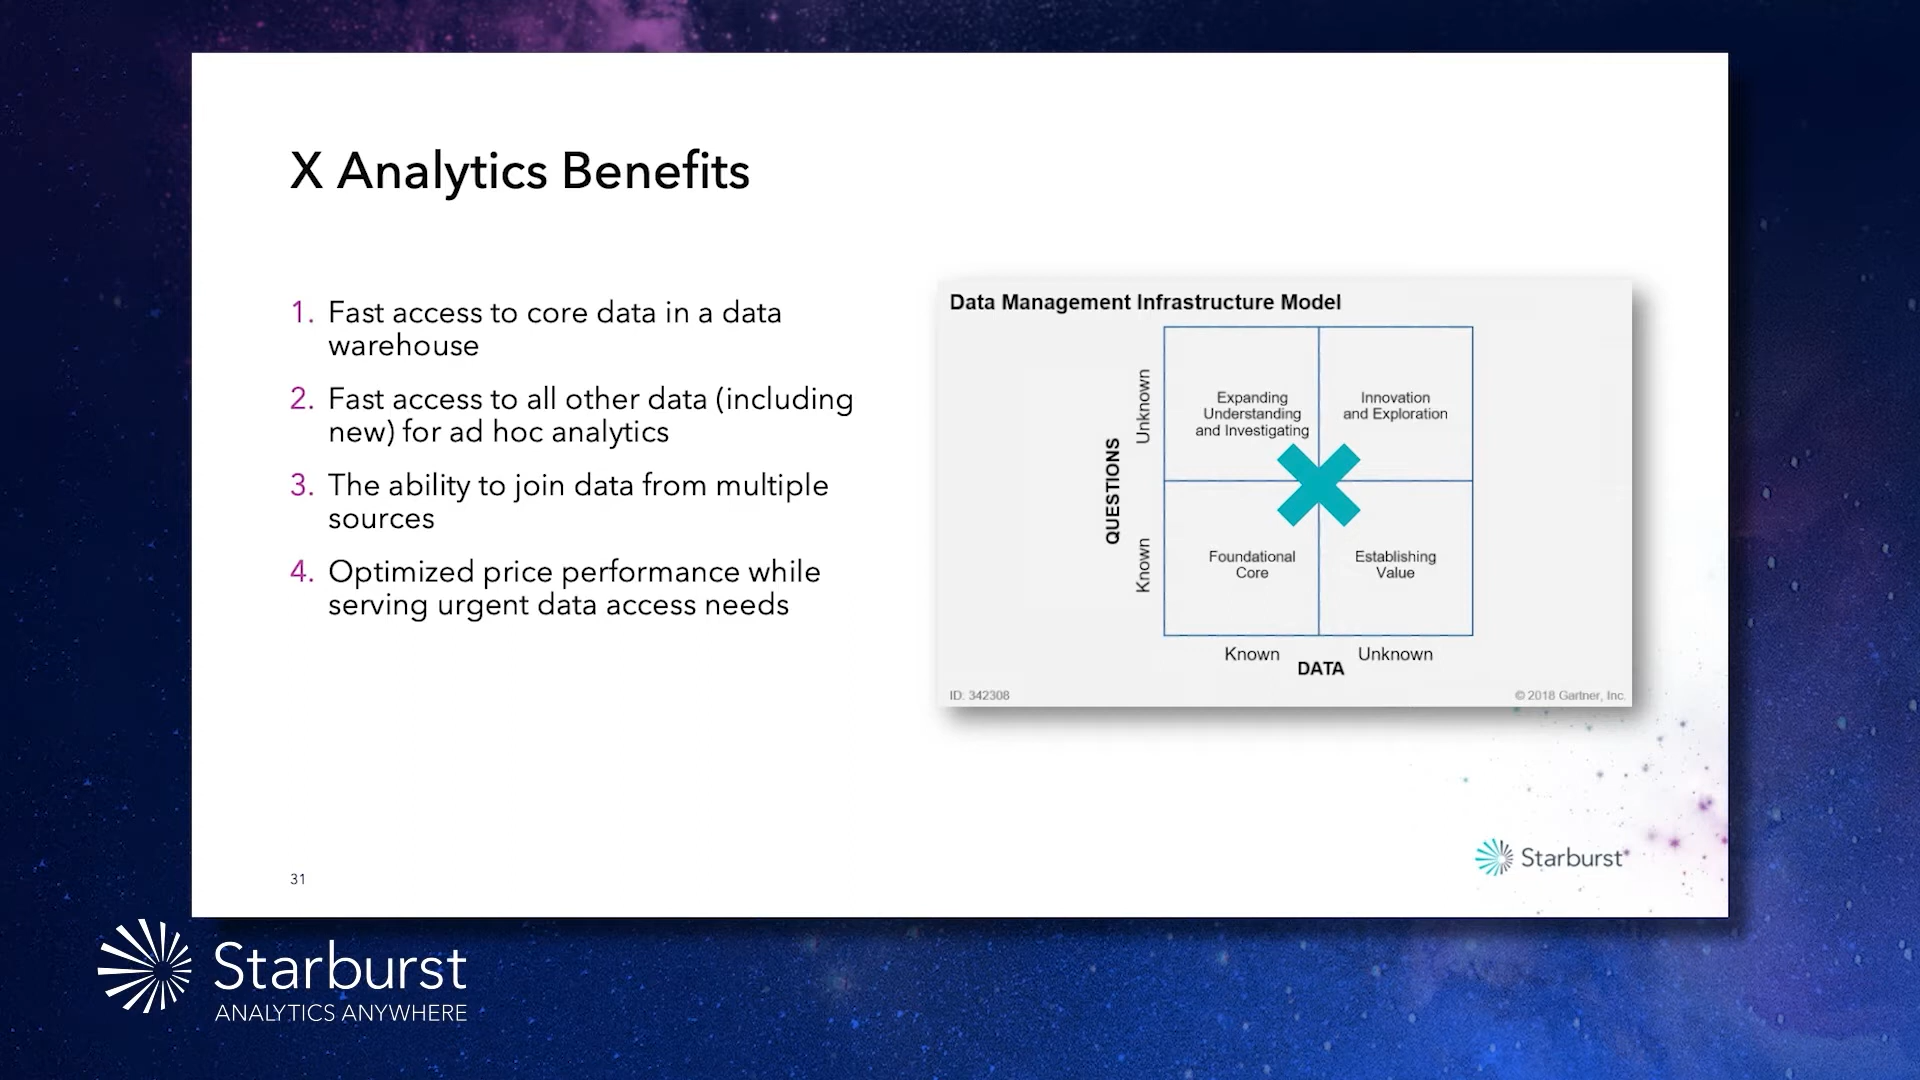 X Analytics Benefits
1. Fast access to core data in a data
warehouse
2. Fast access to all other data (including
new) for ad hoc analytics
3. The ability to join data from multiple
sources
4. Optimized price performance while
serving urgent data access needs
Data Management Infrastructure Model
QUESTIONS
Unknown
Known
Expanding
Understanding
and Investigating
Innovation
and Exploration
Foundational
Core
Establishing
Value
Known
Unknown
DATA
ID: 342308
© 2018 Gartner, Inc.
Starburst
31
Starburst
ANALYTICS ANYWHERE